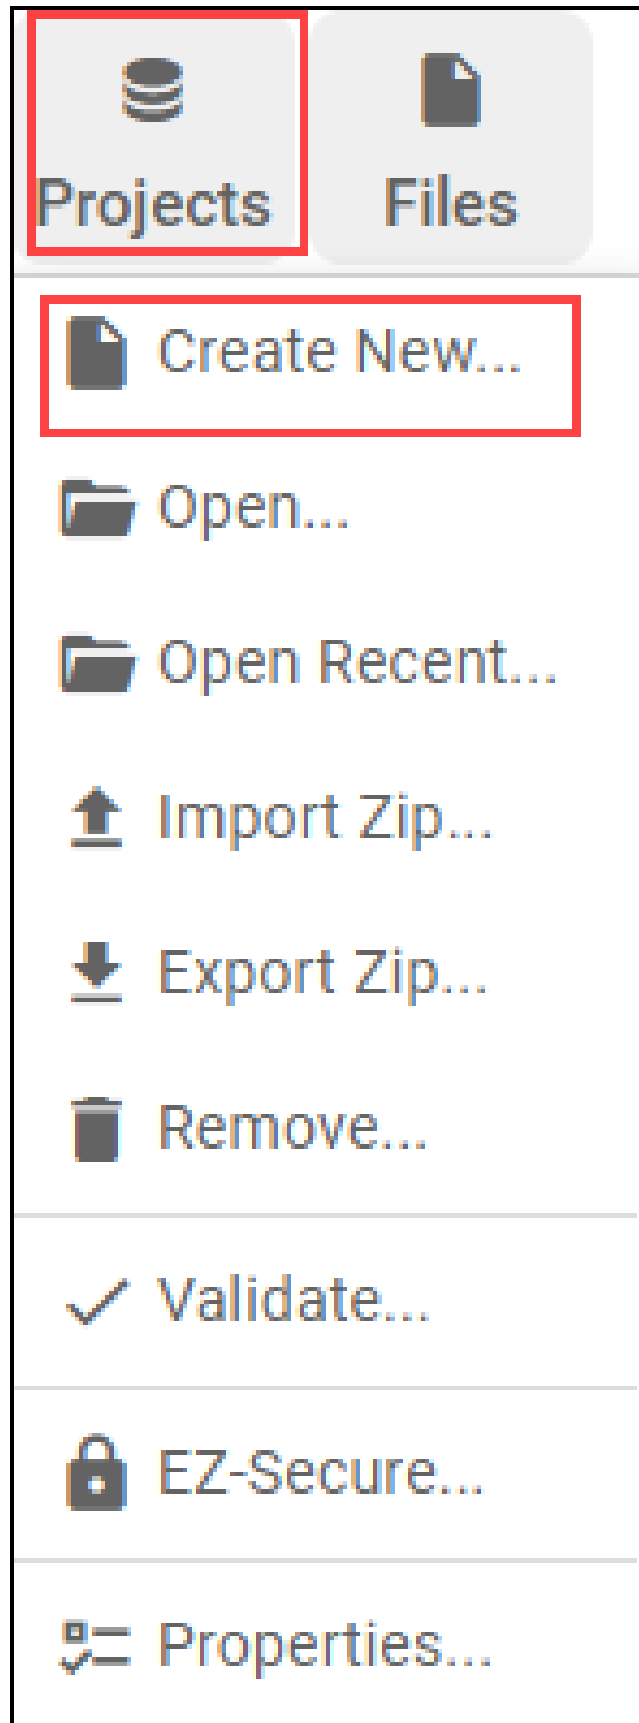 Projects Files
Create New...
Open...
Open Recent...
Import Zip...
Export Zip...
Remove...
Validate...
EZ-Secure...
Properties...